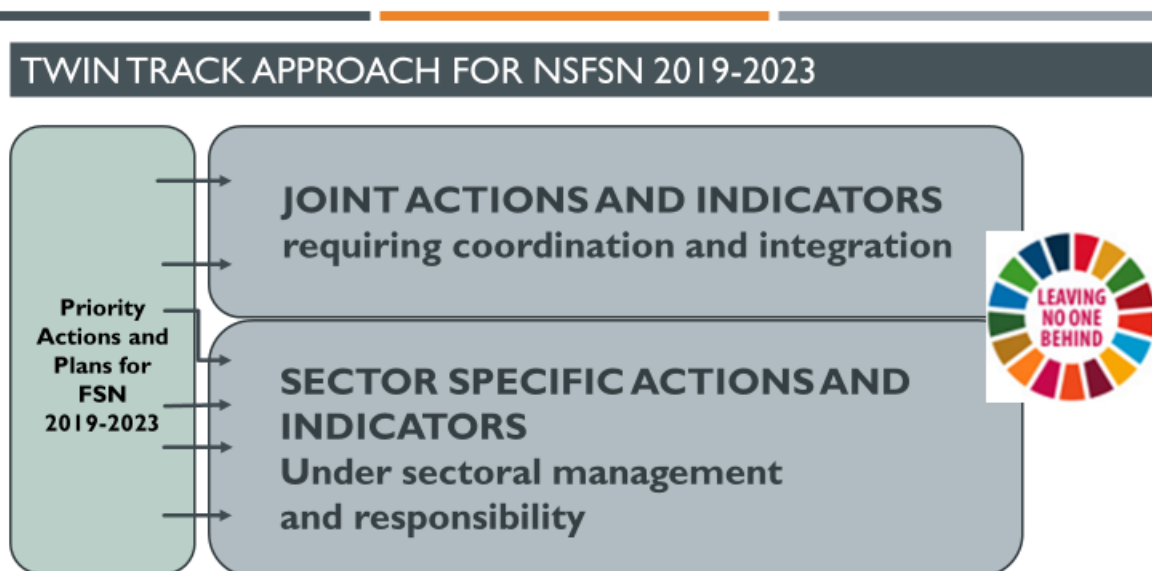 TWIN TRACK APPROACH FOR NSFSN 2019-2023
Priority
Actions and
Plans for
FSN
2019-2023
JOINT ACTIONS AND INDICATORS
requiring coordination and integration
SECTOR SPECIFIC ACTIONS AND
INDICATORS
Under sectoral management
and responsibility
LEAVING
NO ONE
BEHIND